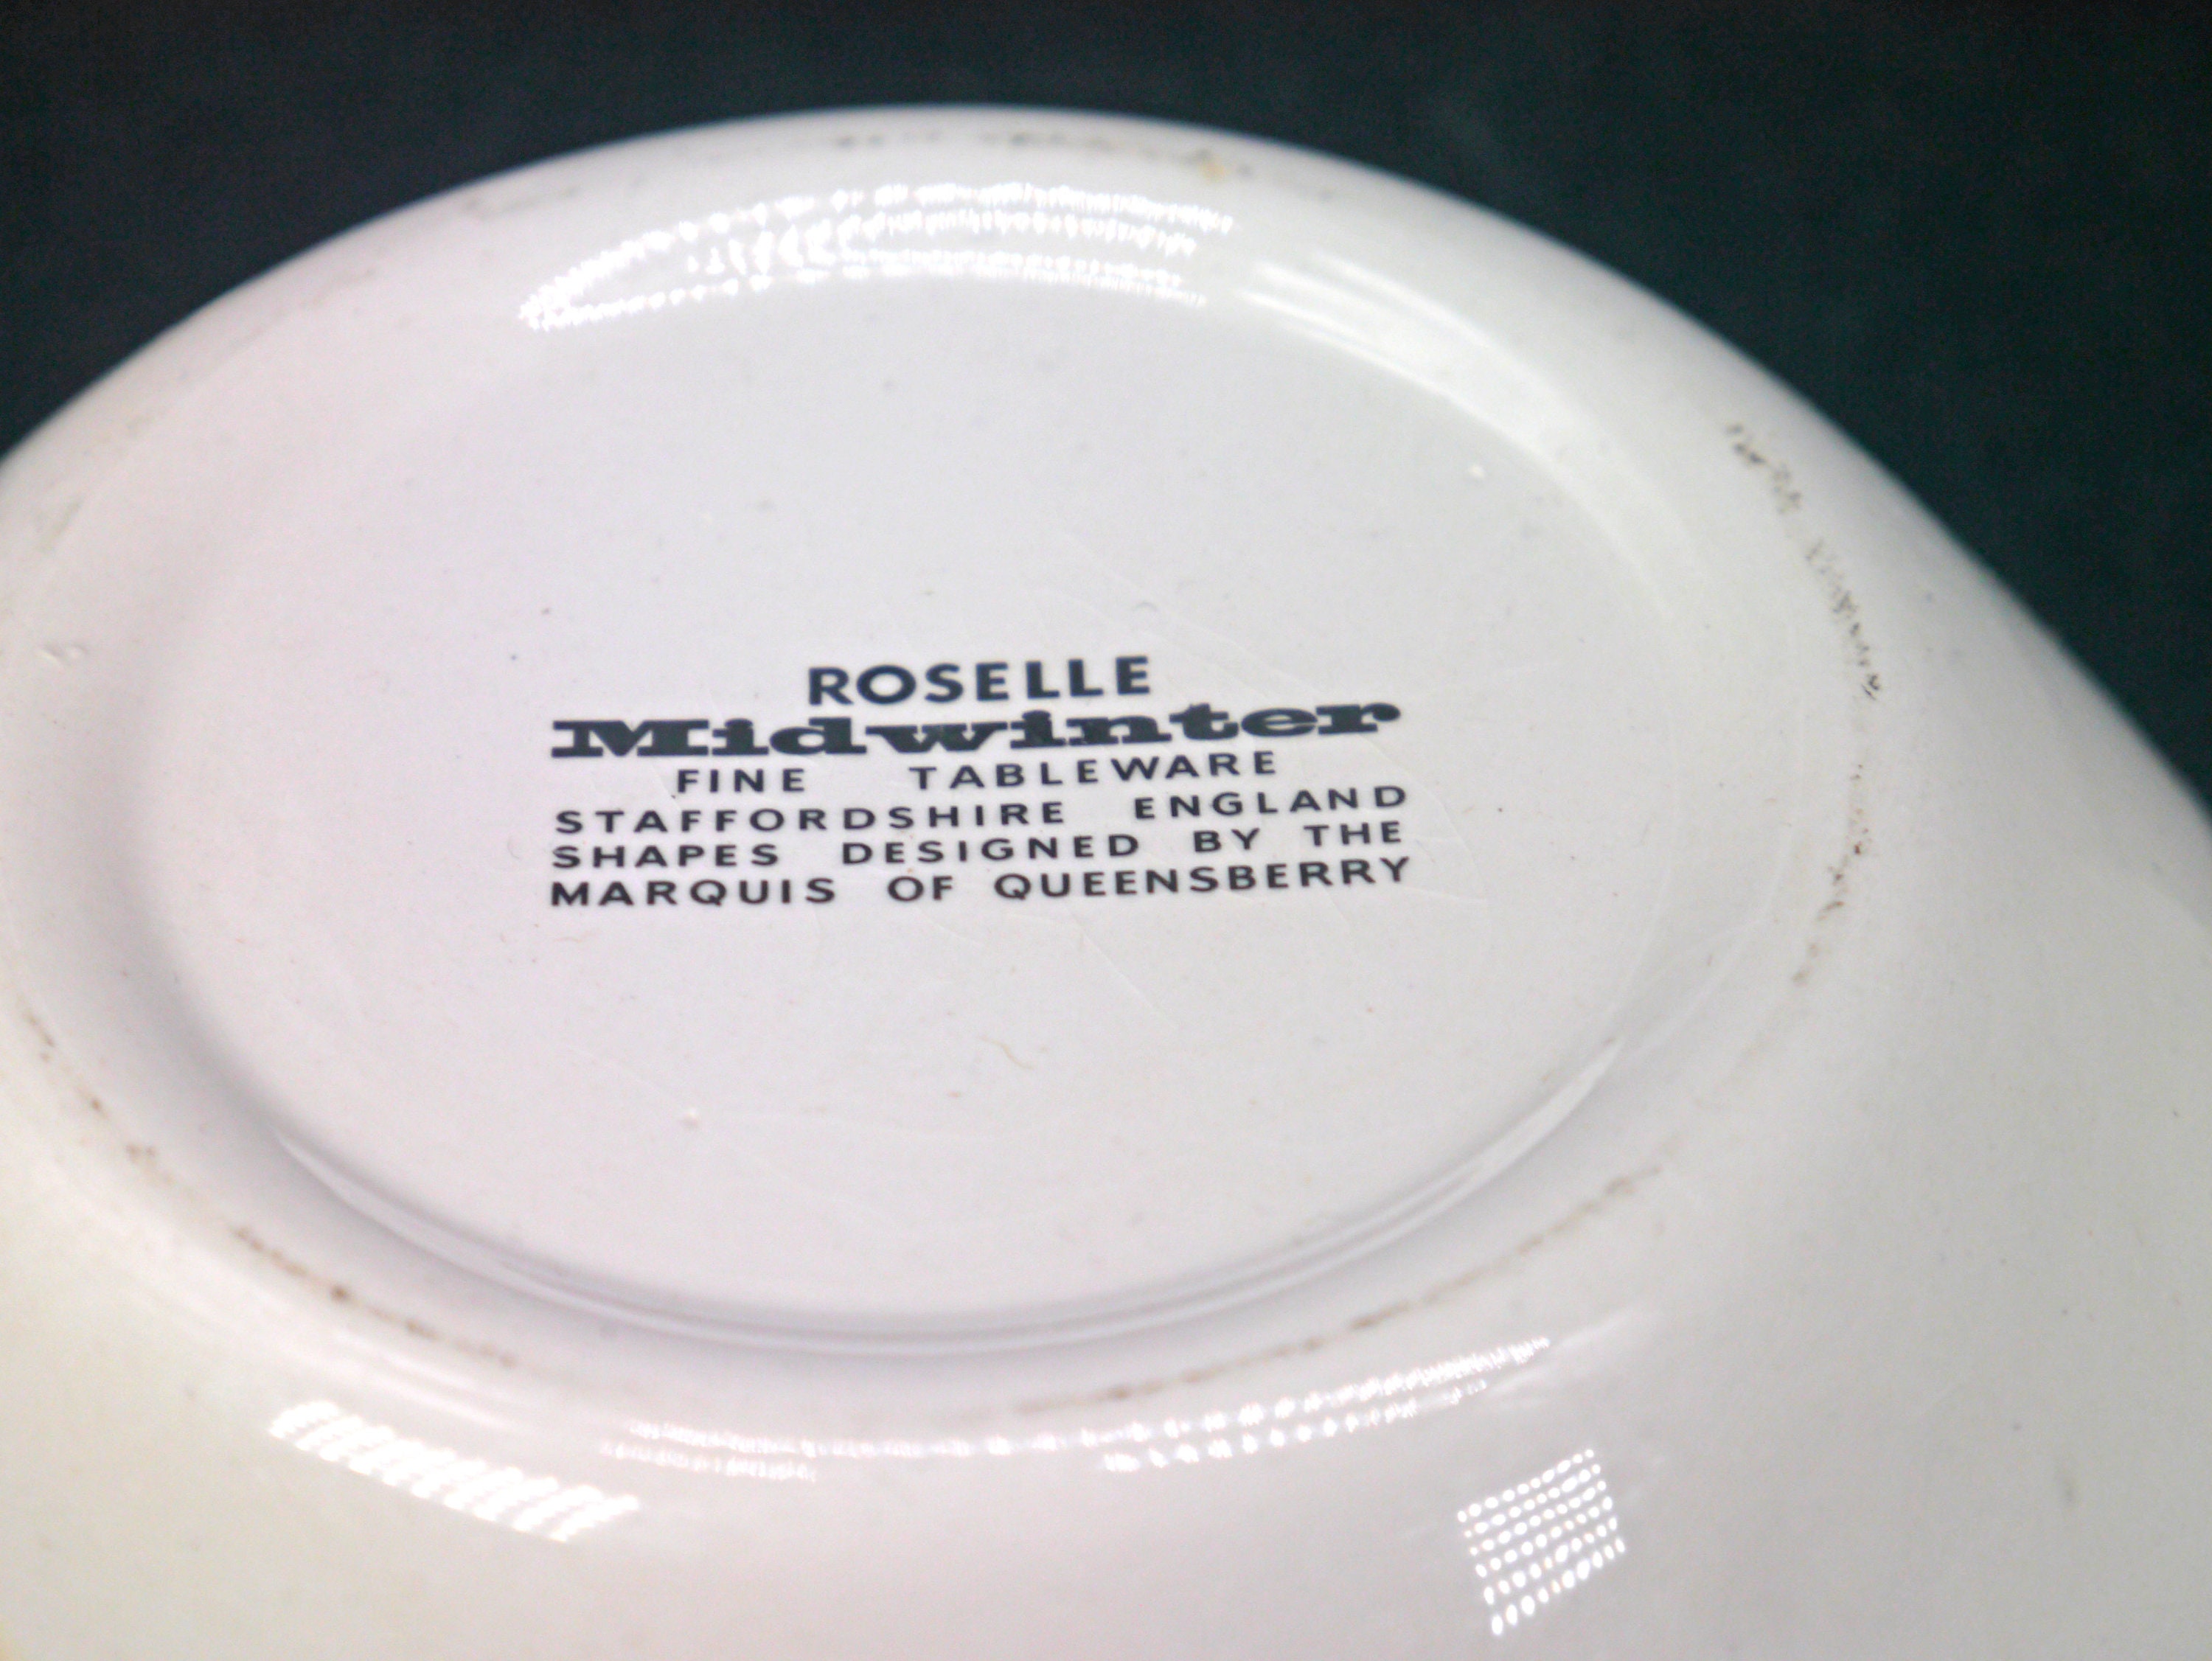 ROSELLE
Midwinter
FINE TABLEWARE
STAFFORDSHIRE ENGLAND
SHAPES DESIGNED BY THE
MARQUIS OF QUEENSBERRY